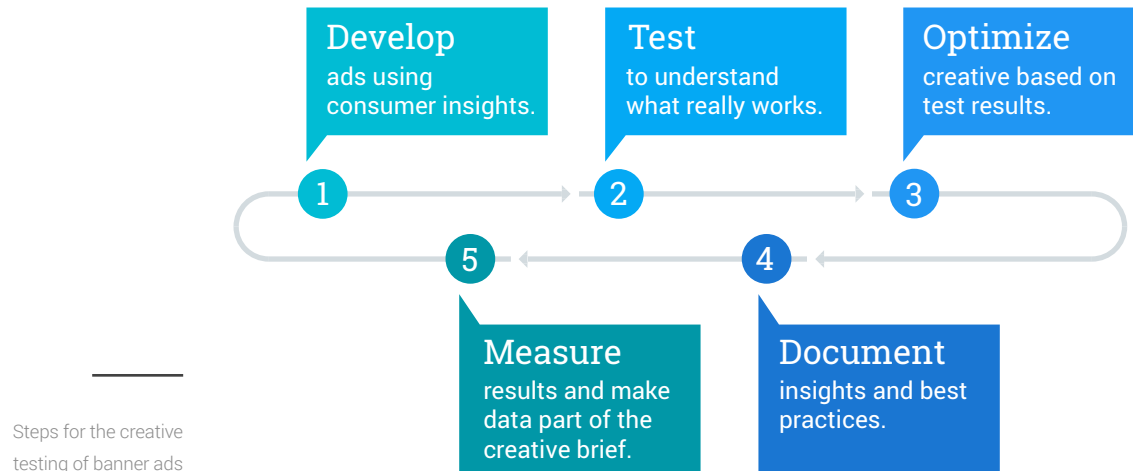 Develop
ads using
consumer insights.
Test
to understand
what really works.
Optimize
creative based on
test results.
1
2
3
5
4
Measure
results and make
data part of the
creative brief.
Document
insights and best
practices.
Steps for the creative
testing of banner ads